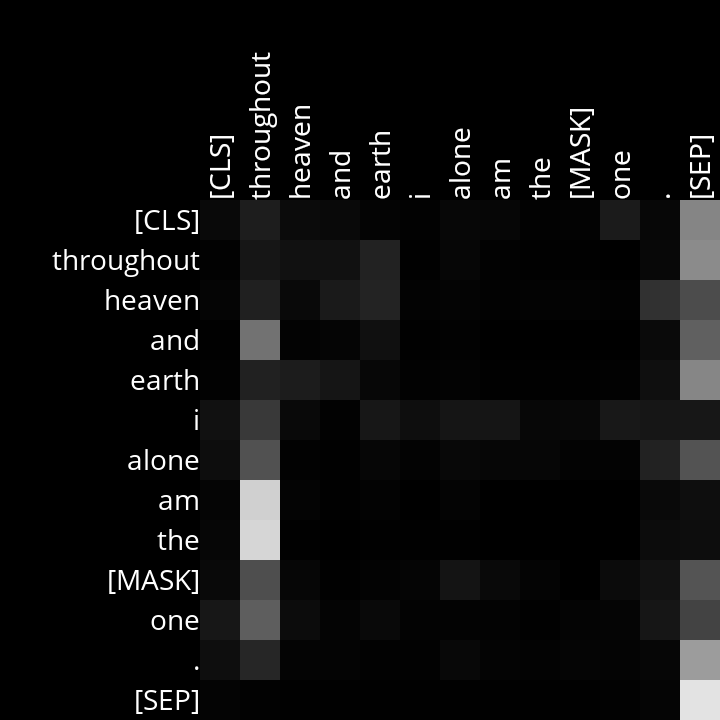 [CLS] throughout heaven and earth i alone am the [MASK] one . [SEP]
[CLS]
throughout
heaven
and
earth
i
alone
am
the
[MASK]
one
.
[SEP]